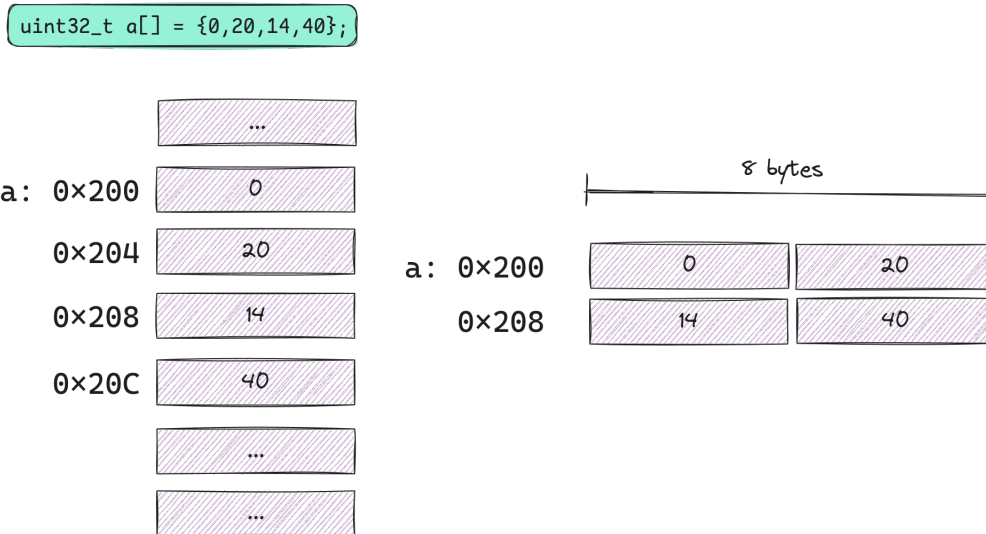 uint32_t a[] = {0,20,14,40};
...
a: 0×200 0
0×204 20
0×208 14
0×20C 40
...
...
8 bytes
a: 0×200 0 20
0×208 14 40